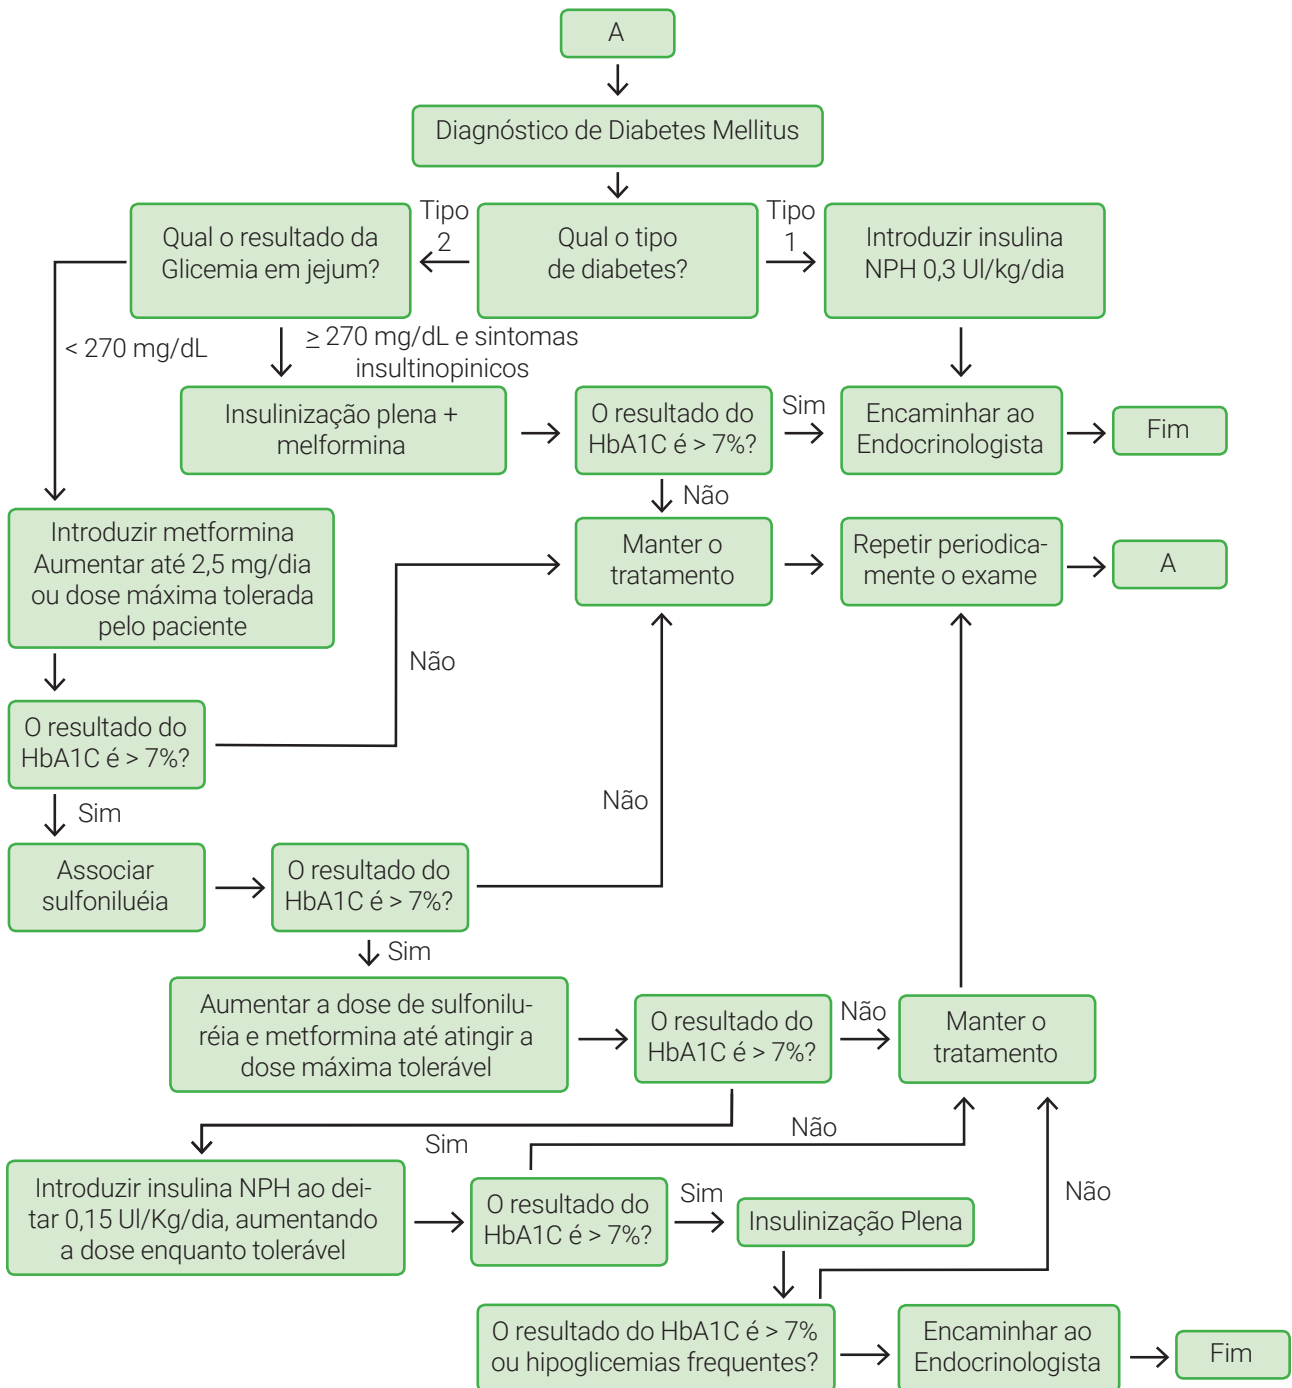 A
Diagnóstico de Diabetes Mellitus
Qual o resultado da
Glicemia em jejum?
Tipo
2
Qual o tipo
de diabetes?
Tipo
1
Introduzir insulina
NPH 0,3 UI/kg/dia
< 270 mg/dL
≥ 270 mg/dL e sintomas
insultinopinicos
Insulinização plena +
melformina
O resultado do
HbA1C é > 7%?
Sim
Encaminhar ao
Endocrinologista
Fim
Não
Introduzir metformina
Aumentar até 2,5 mg/dia
ou dose máxima tolerada
pelo paciente
Manter o
tratamento
Repetir periodica-
mente o exame
A
Não
O resultado do
HbA1C é > 7%?
Sim
Não
Associar
sulfoniluéia
O resultado do
HbA1C é > 7%?
Sim
Aumentar a dose de sulfonilu-
réia e metformina até atingir a
dose máxima tolerável
O resultado do
HbA1C é > 7%?
Não
Manter o
tratamento
Sim
Não
Introduzir insulina NPH ao dei-
tar 0,15 UI/Kg/dia, aumentando
a dose enquanto tolerável
O resultado do
HbA1C é > 7%?
Sim
Insulinização Plena
Não
O resultado do HbA1C é > 7%
ou hipoglicemias frequentes?
Encaminhar ao
Endocrinologista
Fim